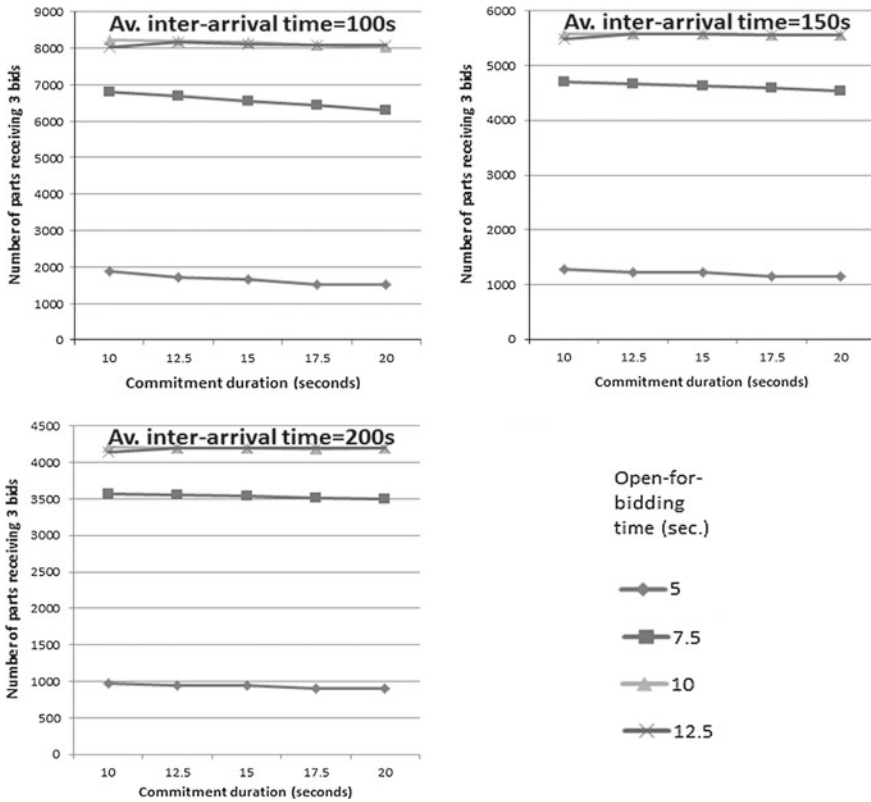 Av. inter-arrival time=100s
Number of parts receiving 3 bids
9000
8000
7000
6000
5000
4000
3000
2000
1000
0
10 12.5 15 17.5 20
Commitment duration (seconds)
Av. inter-arrival time=150s
Number of parts receiving 3 bids
6000
5000
4000
3000
2000
1000
0
10 12.5 15 17.5 20
Commitment duration (seconds)
Av. inter-arrival time=200s
Number of parts receiving 3 bids
4500
4000
3500
3000
2500
2000
1500
1000
500
0
10 12.5 15 17.5 20
Commitment duration (seconds)
Open-for-
bidding
time (sec.)
5
7.5
10
12.5